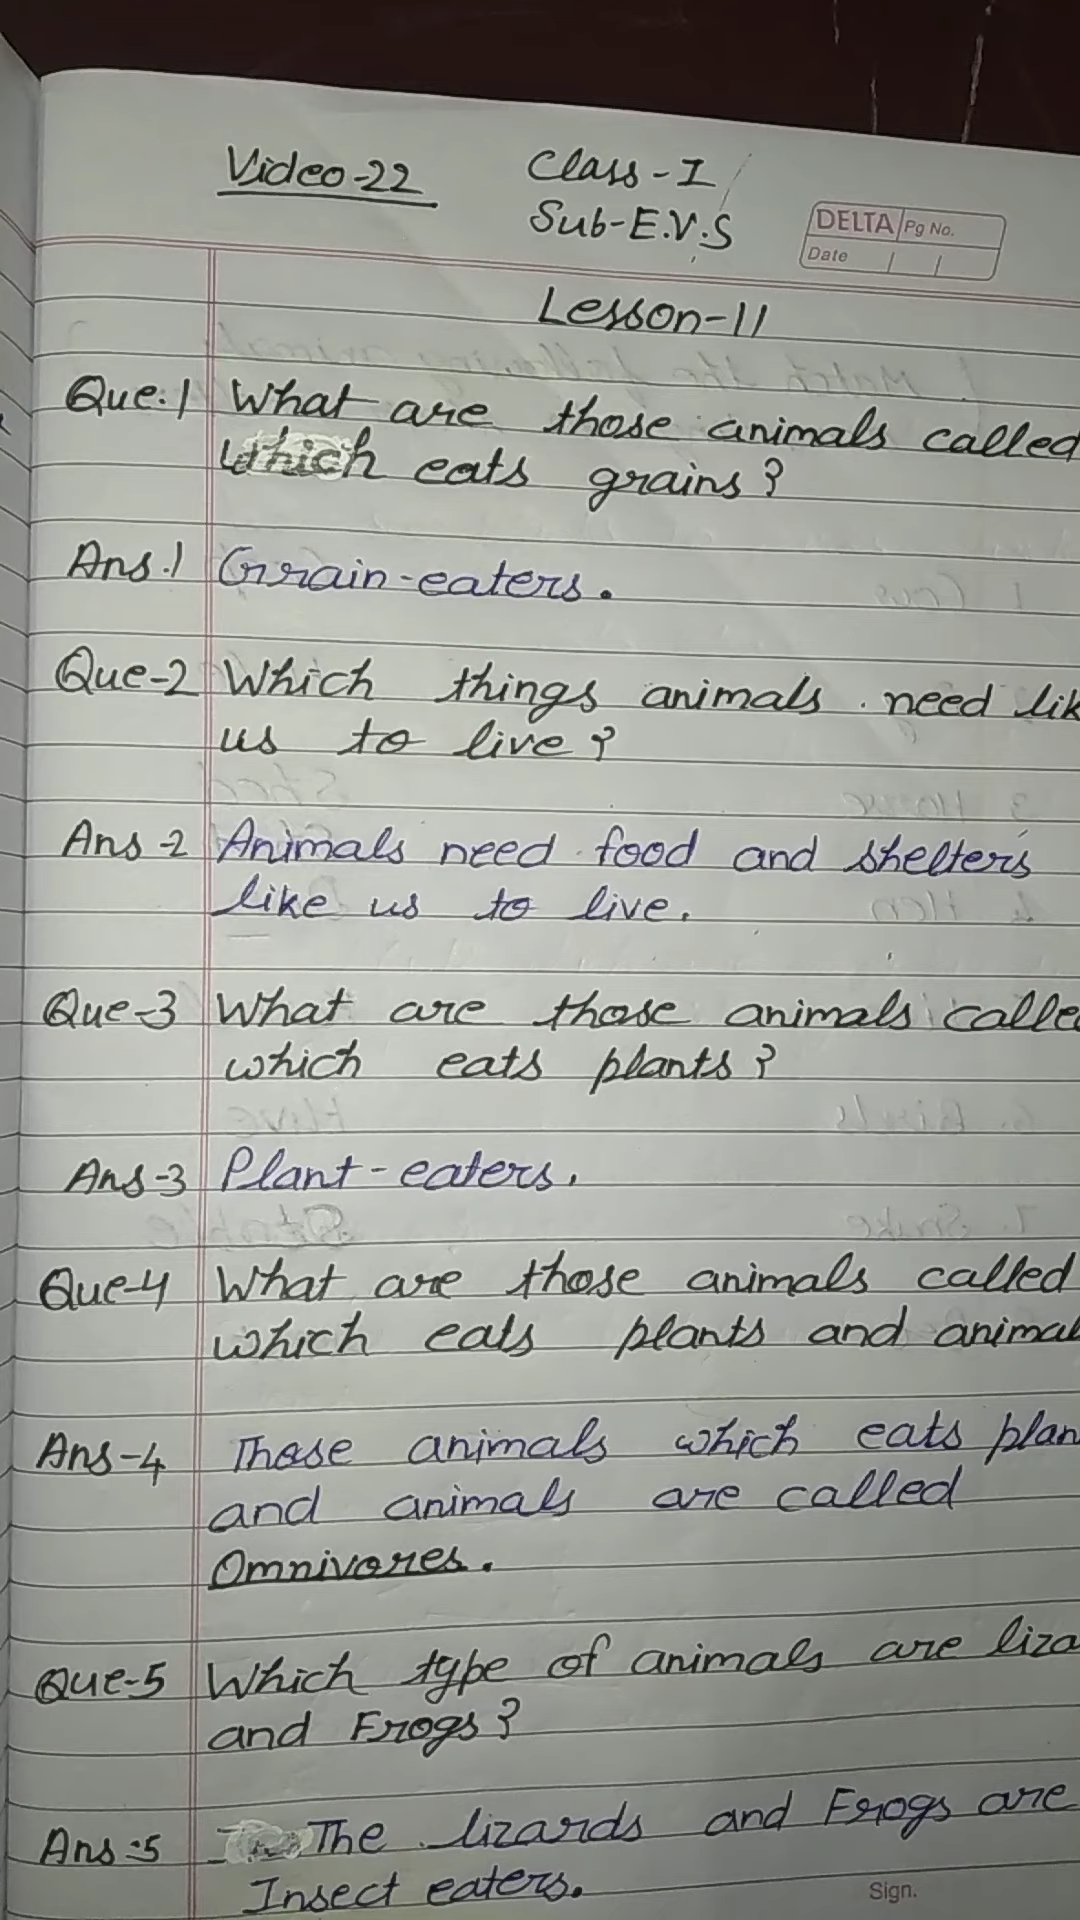 Video-22
Class-I
Sub-E.V.S
DELTA Pg No.
Date
Lesson-11
Que.1 What are those animals called
which eats grains?
Ans.1 Grain-eaters.
Que-2 Which things animals need lik
us to live?
Ans-2 Animals need food and shelters
like us to live.
Que-3 What are those animals calle
which eats plants?
Ans-3 Plant-eaters.
Que-4 What are those animals called
which eats plants and animal
Ans-4 Those animals which eats plan
and animals are called
Omnivores.
Que-5 Which type of animals are liza
and Frogs?
Ans-5 The lizards and Frogs are
Insect eaters.
Sign.